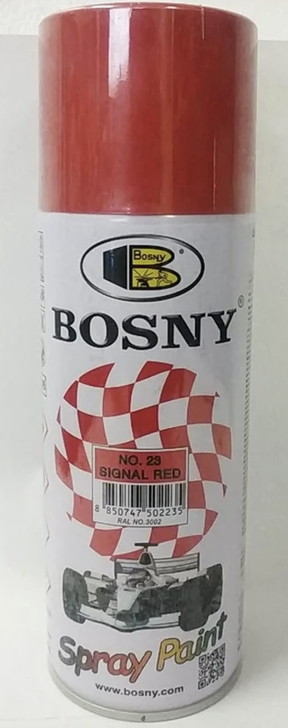 BOSNY
BOSNY
NO. 23
SIGNAL RED
8 850747 502235
RAL NO.3002
Spray Paint
www.bosny.com